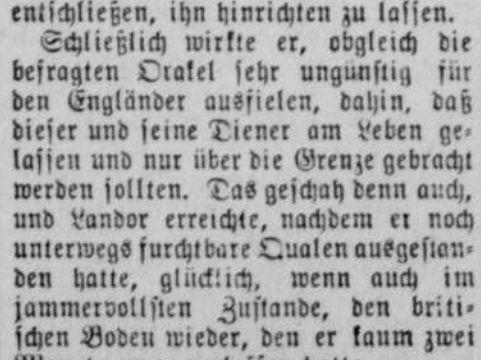 entschließen, ihn hinrichten zu lassen.
Schließlich wirkte er, obgleich die
befragten Orakel sehr ungünstig für
den Engländer ausfielen, dahin, daß
dieser und seine Diener am Leben ge-
lassen und nur über die Grenze gebracht
werden sollten. Das geschah denn auch,
und Landor erreichte, nachdem er noch
unterwegs furchtbare Qualen ausgestan-
den hatte, glücklich, wenn auch im
jammervollsten Zustande, den briti-
schen Boden wieder, den er kaum zwei